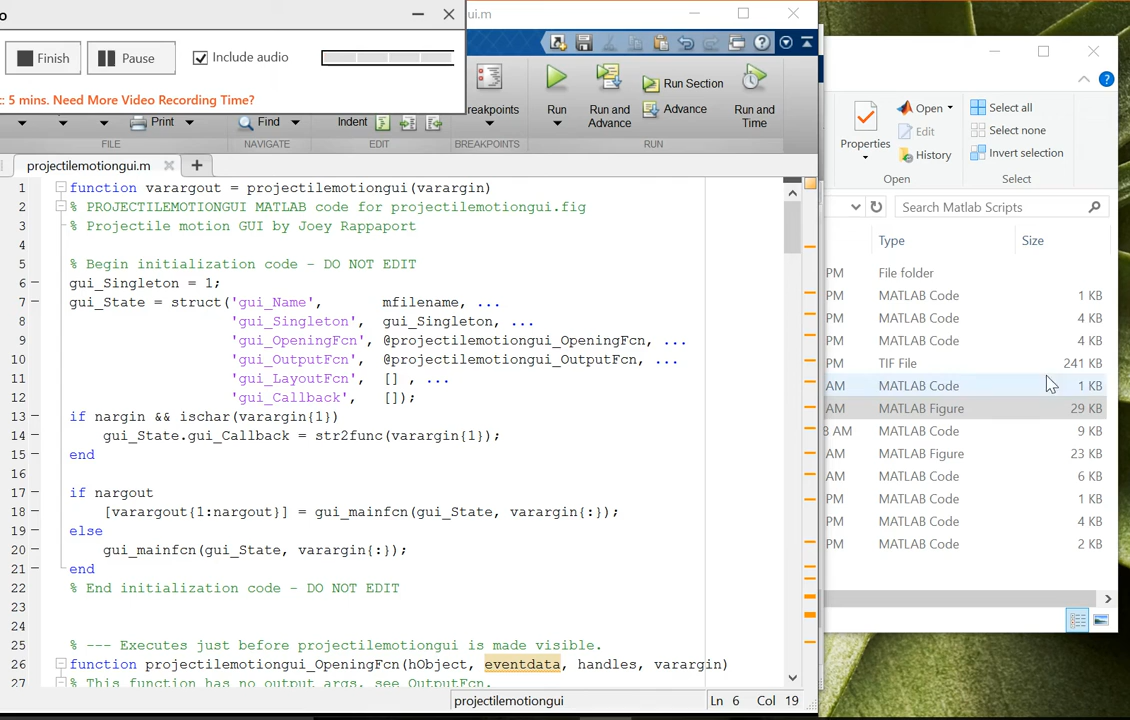 o
Finish Pause Include audio
t: 5 mins. Need More Video Recording Time?
ui.m
Breakpoints Run Run and Advance Run Section Advance Run and Time
Print Find Indent
FILE NAVIGATE EDIT BREAKPOINTS RUN
projectilemotiongui.m
1 function varargout = projectilemotiongui(varargin)
2 % PROJECTILEMOTIONGUI MATLAB code for projectilemotiongui.fig
3 % Projectile motion GUI by Joey Rappaport
4
5 % Begin initialization code - DO NOT EDIT
6 gui_Singleton = 1;
7 gui_State = struct('gui_Name', mfilename, ...
8 'gui_Singleton', gui_Singleton, ...
9 'gui_OpeningFcn', @projectilemotiongui_OpeningFcn, ...
10 'gui_OutputFcn', @projectilemotiongui_OutputFcn, ...
11 'gui_LayoutFcn', [] , ...
12 'gui_Callback', []);
13 if nargin && ischar(varargin{1})
14 gui_State.gui_Callback = str2func(varargin{1});
15 end
16
17 if nargout
18 [varargout{1:nargout}] = gui_mainfcn(gui_State, varargin{:});
19 else
20 gui_mainfcn(gui_State, varargin{:});
21 end
22 % End initialization code - DO NOT EDIT
23
24
25 % --- Executes just before projectilemotiongui is made visible.
26 function projectilemotiongui_OpeningFcn(hObject, eventdata, handles, varargin)
27 % This function has no output args, see OutputFcn.
projectilemotiongui Ln 6 Col 19
Properties
Open
Edit
History
Select all
Select none
Invert selection
Open Select
Search Matlab Scripts
Type Size
PM File folder
PM MATLAB Code 1 KB
PM MATLAB Code 4 KB
PM MATLAB Code 4 KB
PM TIF File 241 KB
AM MATLAB Code 1 KB
AM MATLAB Figure 29 KB
8 AM MATLAB Code 9 KB
AM MATLAB Figure 23 KB
AM MATLAB Code 6 KB
PM MATLAB Code 1 KB
PM MATLAB Code 4 KB
PM MATLAB Code 2 KB